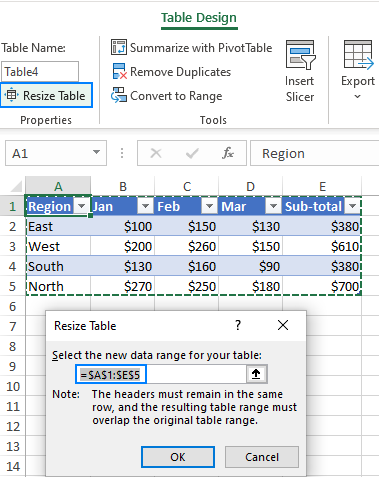 Table Design
Table Name:
Table4
Resize Table
Properties
Summarize with PivotTable
Remove Duplicates
Convert to Range
Tools
Insert
Slicer
Export
A1
fx
Region
A B C D E
1 Region Jan Feb Mar Sub-total
2 East $100 $150 $130 $380
3 West $200 $260 $150 $610
4 South $130 $160 $90 $380
5 North $270 $250 $180 $700
6
7
8
9
10
11
12
13
14
Resize Table ? ×
Select the new data range for your table:
=$A$1:$E$5
Note: The headers must remain in the same
row, and the resulting table range must
overlap the original table range.
OK Cancel